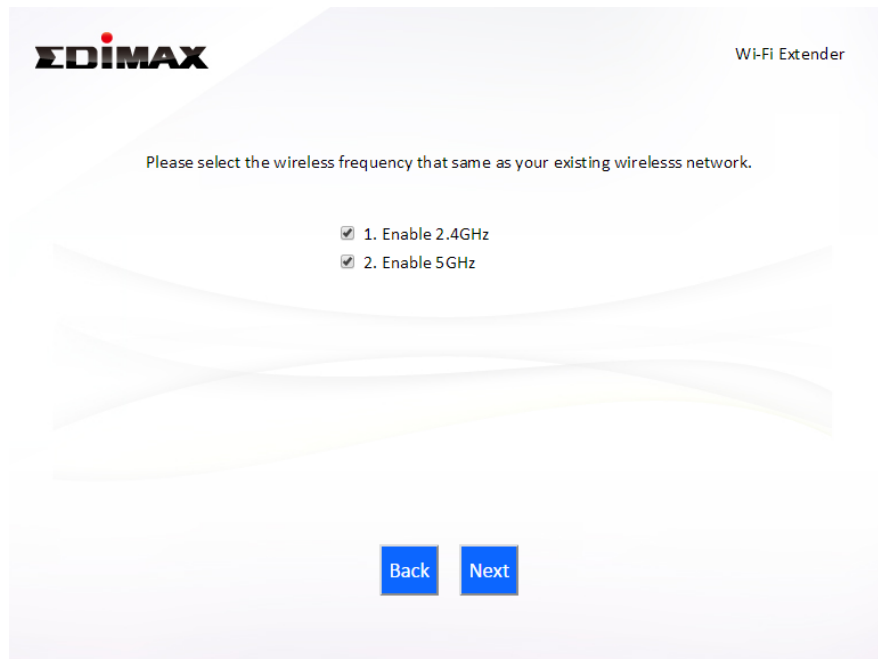 EDIMAX
Wi-Fi Extender
Please select the wireless frequency that same as your existing wirelesss network.
1. Enable 2.4GHz
2. Enable 5GHz
Back Next